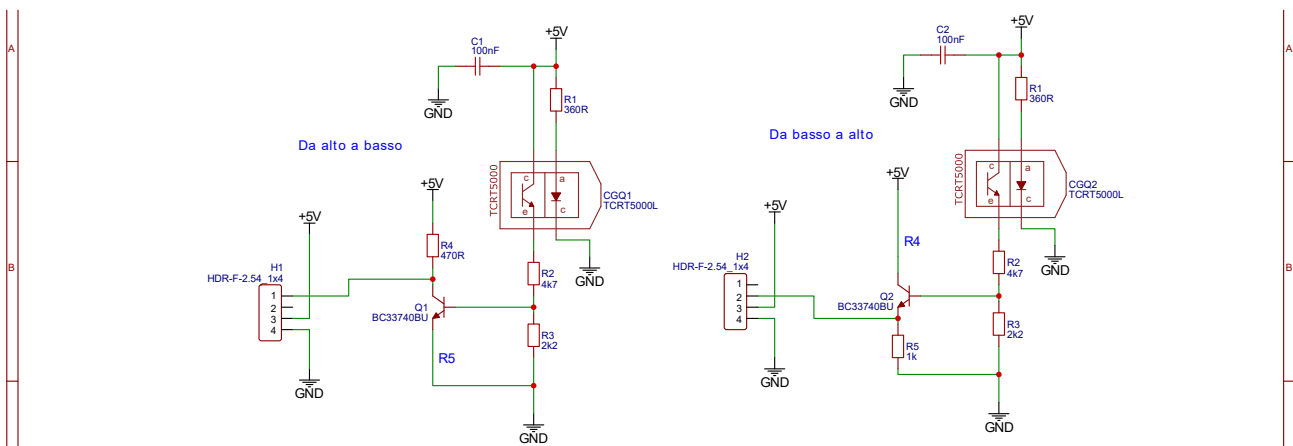 A
A
+5V
C1
100nF
R1
360R
GND
Da alto a basso
TCRT5000
c
a
e
c
CGQ1
TCRT5000L
GND
+5V
+5V
R4
470R
H1
HDR-F-2.54_1x4
1
2
3
4
Q1
BC33740BU
R2
4k7
R3
2k2
R5
GND
GND
+5V
C2
100nF
R1
360R
GND
Da basso a alto
TCRT5000
c
a
e
c
CGQ2
TCRT5000L
GND
+5V
+5V
R4
H2
HDR-F-2.54_1x4
1
2
3
4
Q2
BC33740BU
R2
4k7
R3
2k2
R5
1k
GND
GND
B
B